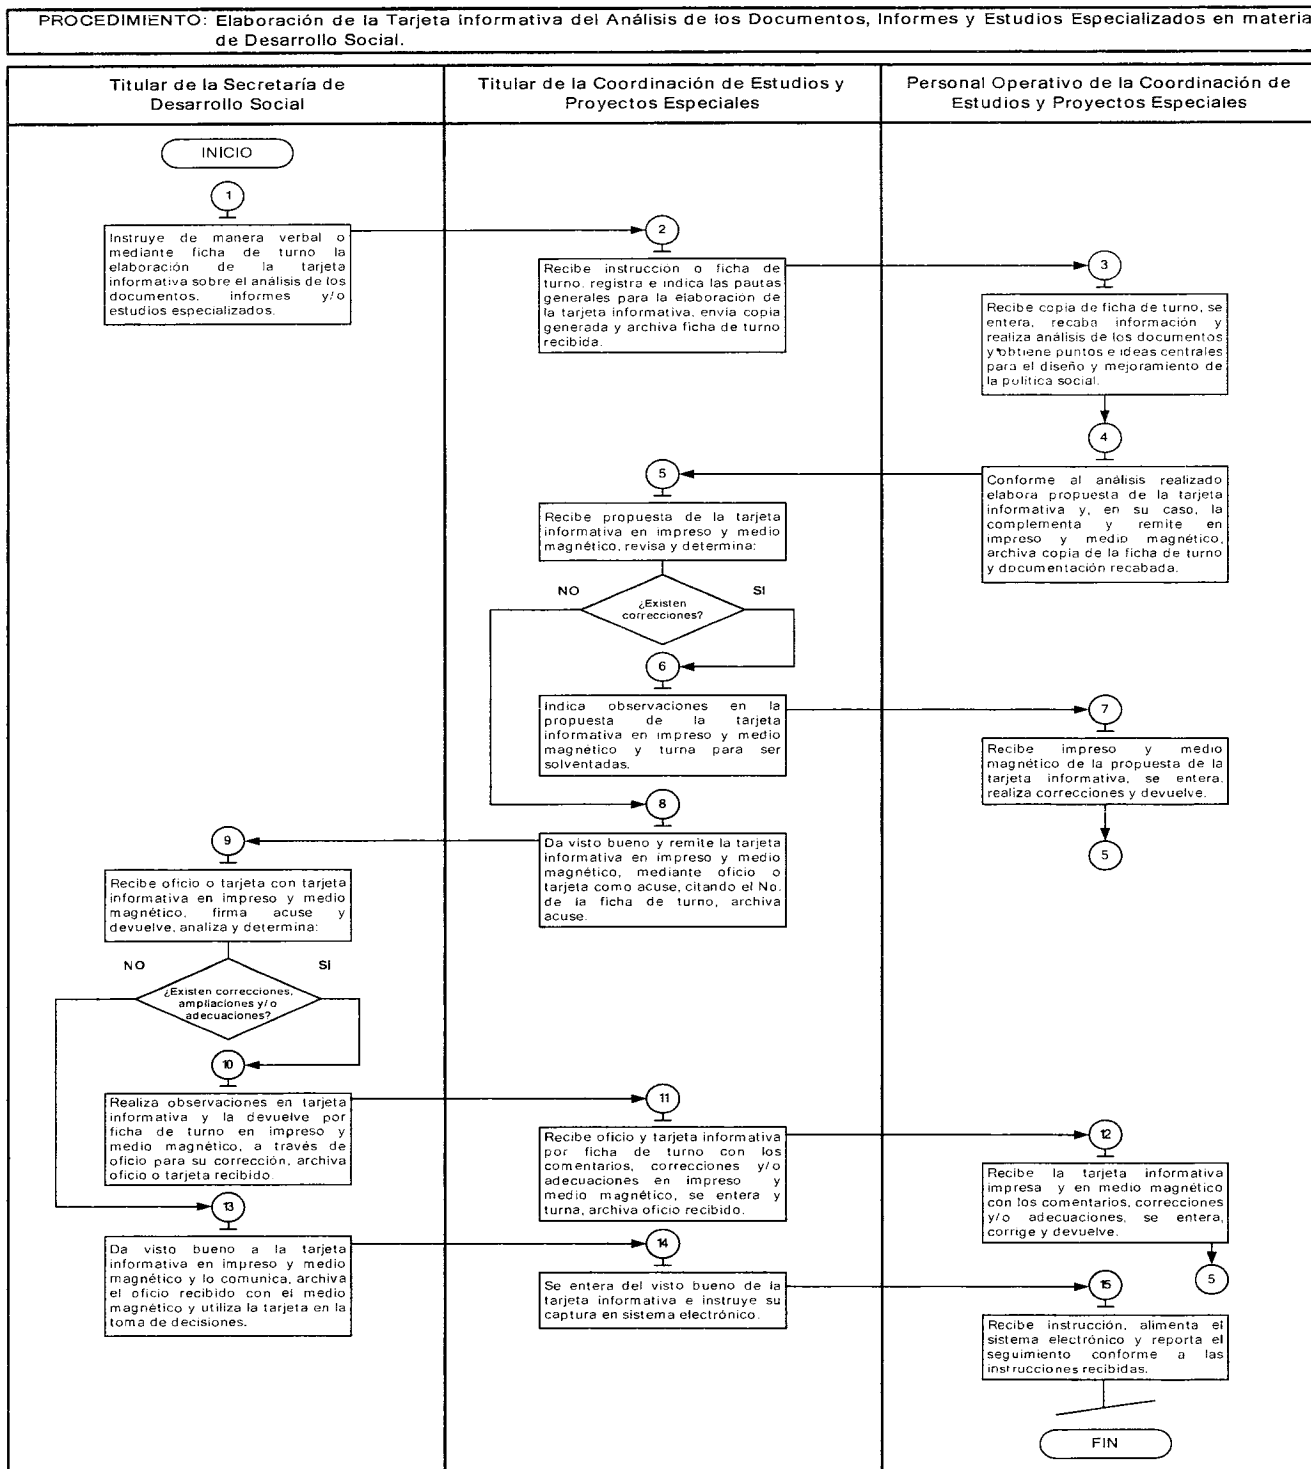 PROCEDIMIENTO: Elaboración de la Tarjeta Informativa del Análisis de los Documentos, Informes y Estudios Especializados en materia
de Desarrollo Social.
Titular de la Secretaría de
Desarrollo Social
Titular de la Coordinación de Estudios y
Proyectos Especiales
Personal Operativo de la Coordinación de
Estudios y Proyectos Especiales
INICIO
1
Instruye de manera verbal o
mediante ficha de turno la
elaboración de la tarjeta
informativa sobre el análisis de los
documentos, informes y/o
estudios especializados.
2
Recibe instrucción o ficha de
turno, registra e indica las pautas
generales para la elaboración de
la tarjeta informativa, envía copia
generada y archiva ficha de turno
recibida.
3
Recibe copia de ficha de turno, se
entera, recaba información y
realiza análisis de los documentos
y obtiene puntos e ideas centrales
para el diseño y mejoramiento de
la política social.
4
Conforme al análisis realizado
elabora propuesta de la tarjeta
informativa y, en su caso, la
complementa y remite en
impreso y medio magnético,
archiva copia de la ficha de turno
y documentación recabada.
5
Recibe propuesta de la tarjeta
informativa en impreso y medio
magnético, revisa y determina:
NO
SI
¿Existen
correcciones?
6
Indica observaciones en la
propuesta de la tarjeta
informativa en impreso y medio
magnético y turna para ser
solventadas.
7
Recibe impreso y medio
magnético de la propuesta de la
tarjeta informativa, se entera,
realiza correcciones y devuelve.
5
8
Da visto bueno y remite la tarjeta
informativa en impreso y medio
magnético, mediante oficio o
tarjeta como acuse, citando el No.
de la ficha de turno, archiva
acuse.
9
Recibe oficio o tarjeta con tarjeta
informativa en impreso y medio
magnético, firma acuse y
devuelve, analiza y determina:
NO
SI
¿Existen correcciones,
ampliaciones y/o
adecuaciones?
10
Realiza observaciones en tarjeta
informativa y la devuelve por
ficha de turno en impreso y
medio magnético, a través de
oficio para su corrección, archiva
oficio o tarjeta recibido.
11
Recibe oficio y tarjeta informativa
por ficha de turno con los
comentarios, correcciones y/o
adecuaciones en impreso y
medio magnético, se entera y
turna, archiva oficio recibido.
12
Recibe la tarjeta informativa
impresa y en medio magnético
con los comentarios, correcciones
y/o adecuaciones, se entera,
corrige y devuelve.
5
13
Da visto bueno a la tarjeta
informativa en impreso y medio
magnético y lo comunica, archiva
el oficio recibido con el medio
magnético y utiliza la tarjeta en la
toma de decisiones.
14
Se entera del visto bueno de la
tarjeta informativa e instruye su
captura en sistema electrónico.
15
Recibe instrucción, alimenta el
sistema electrónico y reporta el
seguimiento conforme a las
instrucciones recibidas.
FIN